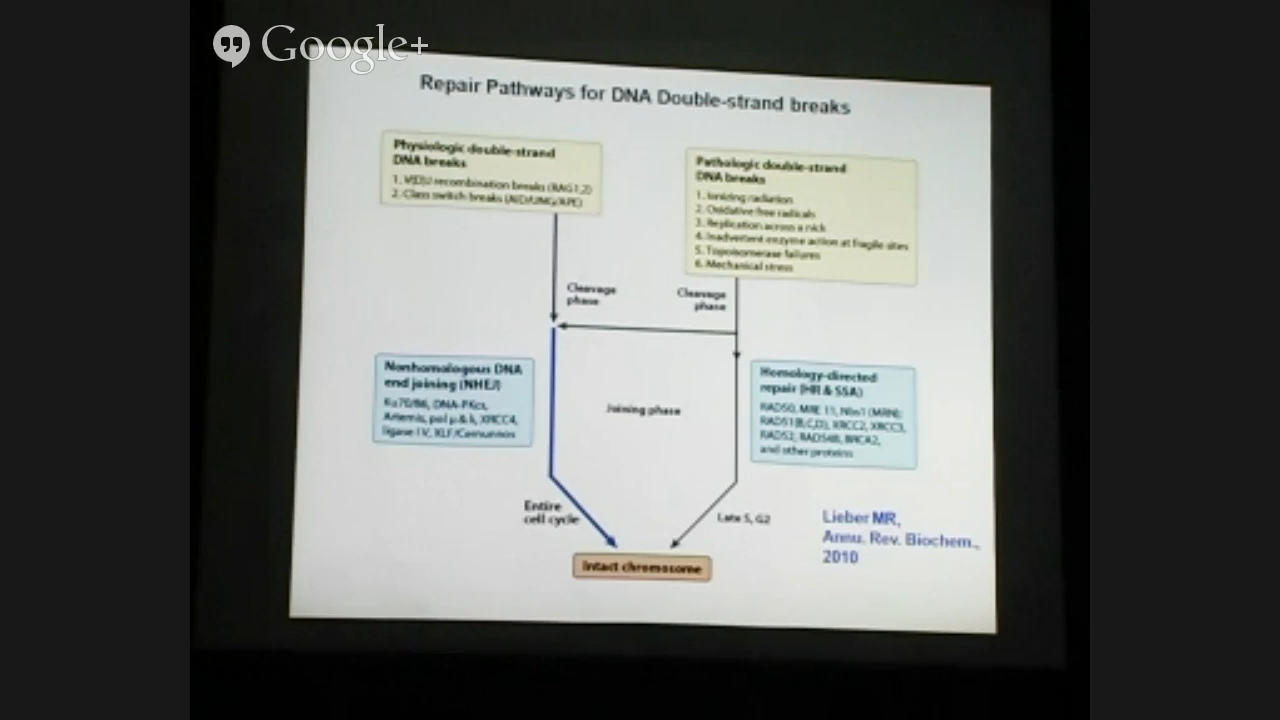 Google+
Repair Pathways for DNA Double-strand breaks
Physiologic double-strand
DNA breaks
1. V(D)J recombination breaks (RAG1,2)
2. Class switch breaks (AID/UNG/APE)
Pathologic double-strand
DNA breaks
1. Ionizing radiation
2. Oxidative free radicals
3. Replication across a nick
4. Inadvertent enzyme action at fragile sites
5. Topoisomerase failures
6. Mechanical stress
Cleavage
phase
Cleavage
phase
Nonhomologous DNA
end joining (NHEJ)
Ku70/86, DNA-PKcs,
Artemis, pol μ & λ, XRCC4,
ligase IV, XLF/Cernunnos
Joining phase
Homology-directed
repair (HR & SSA)
RAD50, MRE 11, Nbs1 (MRN);
RAD51(B,C,D), XRCC2, XRCC3,
RAD52, RAD54B, BRCA2,
and other proteins
Entire
cell cycle
Late S, G2
Intact chromosome
Lieber MR,
Annu. Rev. Biochem.,
2010